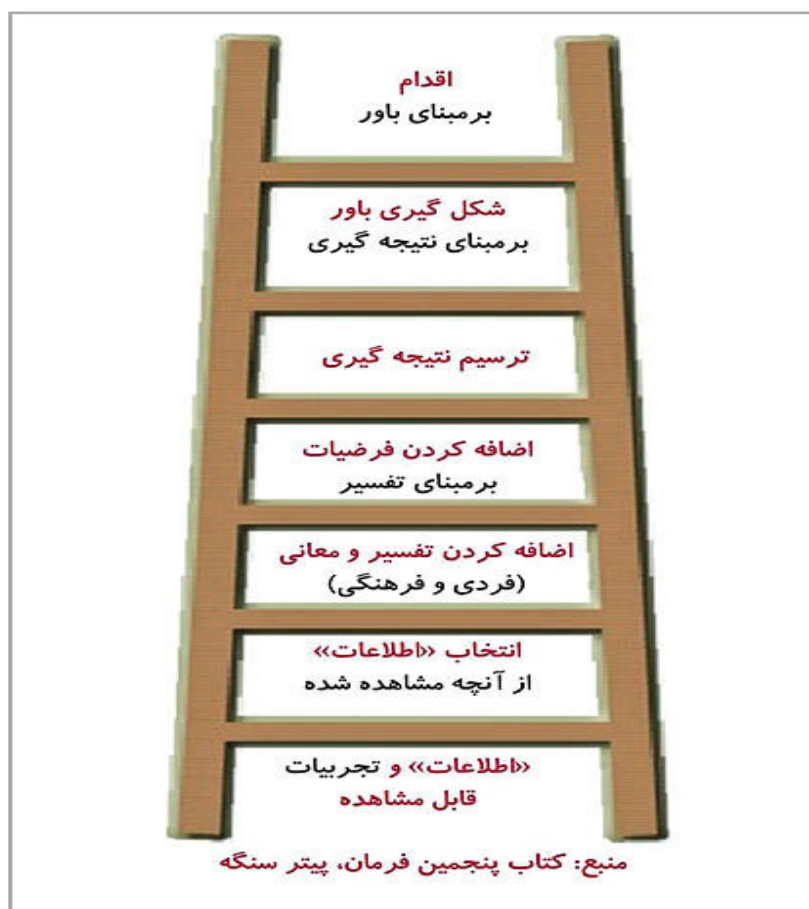 اقدام
برمبنای باور
شکل گیری باور
برمبنای نتیجه گیری
ترسیم نتیجه گیری
اضافه کردن فرضیات
برمبنای تفسیر
اضافه کردن تفسیر و معانی
(فردی و فرهنگی)
انتخاب «اطلاعات»
از آنچه مشاهده شده
«اطلاعات» و تجربیات
قابل مشاهده
منبع: کتاب پنجمین فرمان، پیتر سنگه